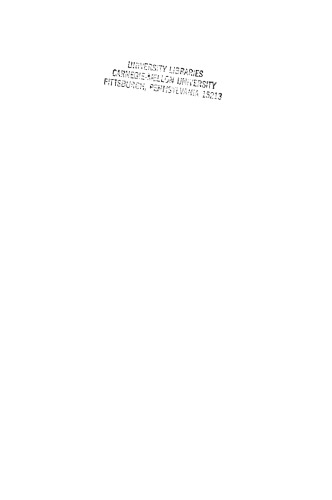 UNIVERSITY LIBRARIES
CARNEGIE-MELLON UNIVERSITY
PITTSBURGH, PENNSYLVANIA 15213